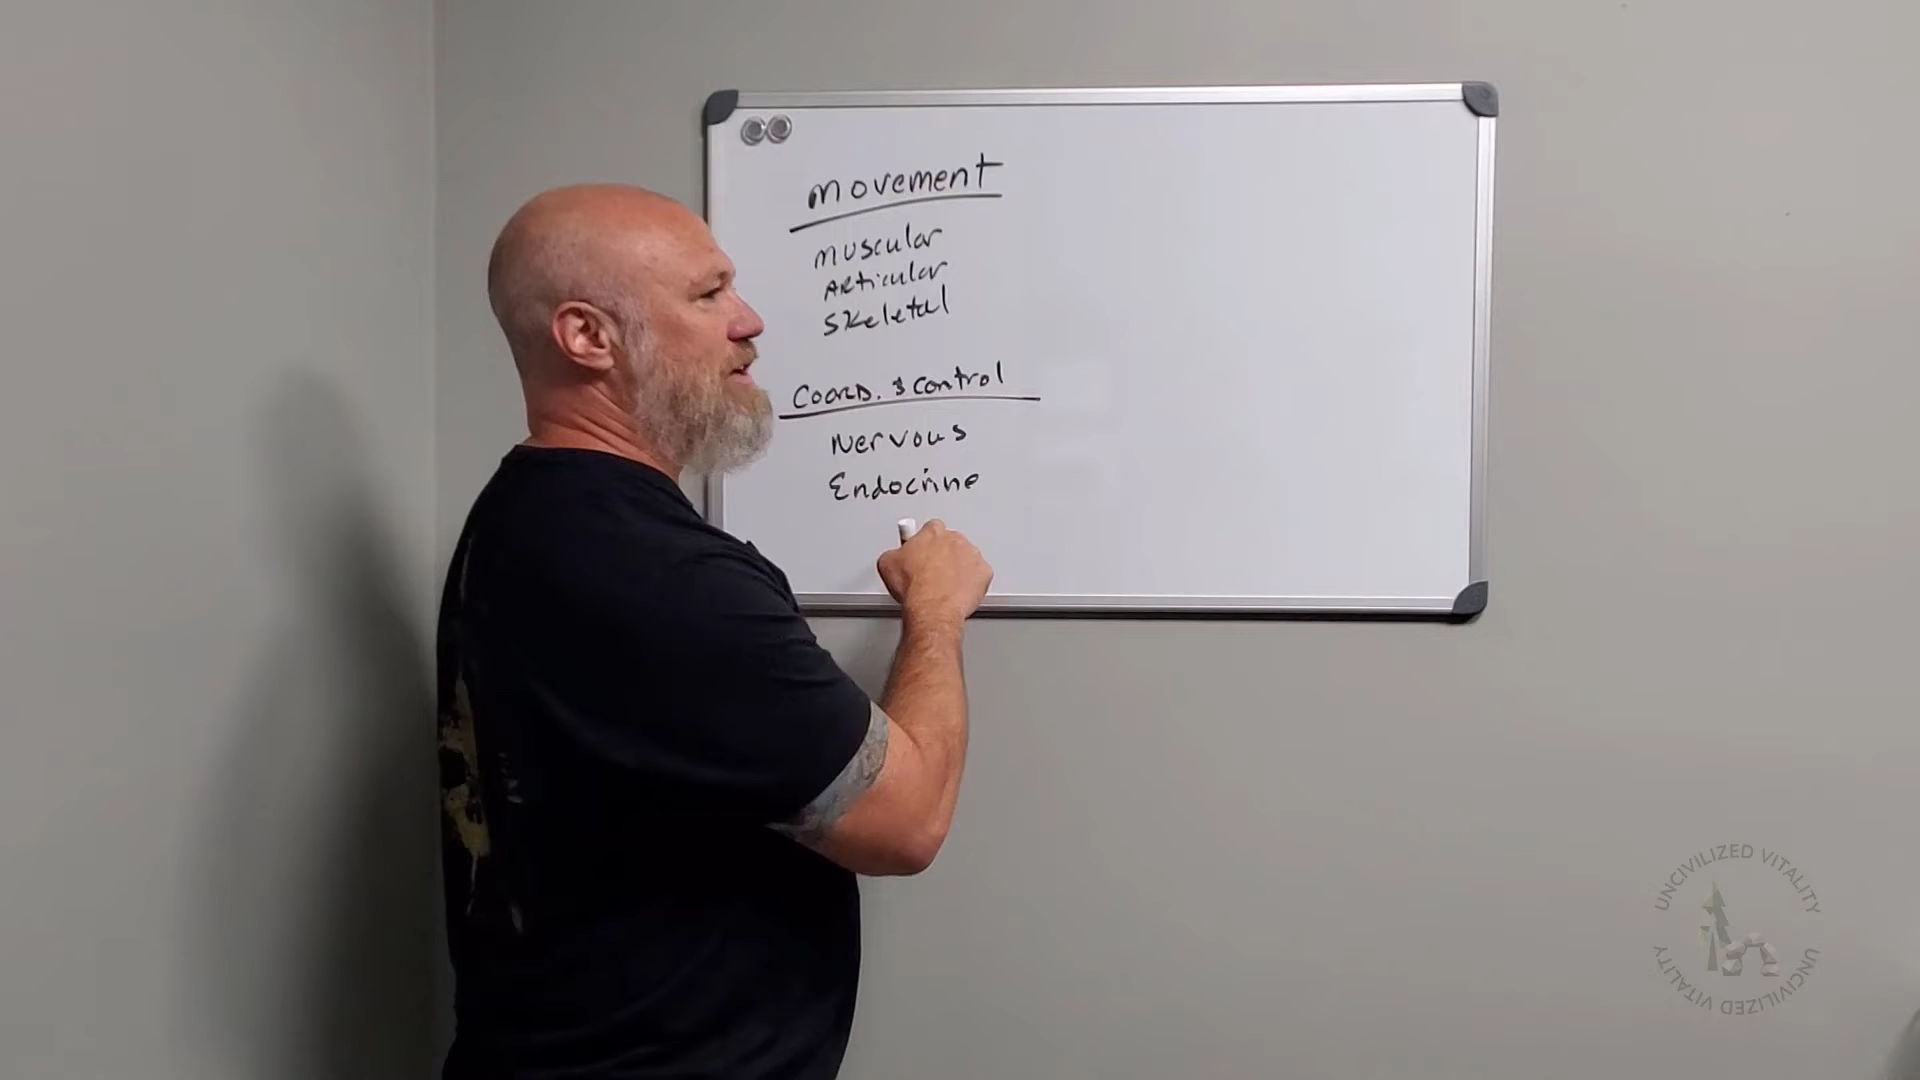 movement
muscular
Articular
Skeletal
Coord. & control
Nervous
Endocrine
UNCIVILIZED VITALITY
UNCIVILIZED VITALITY